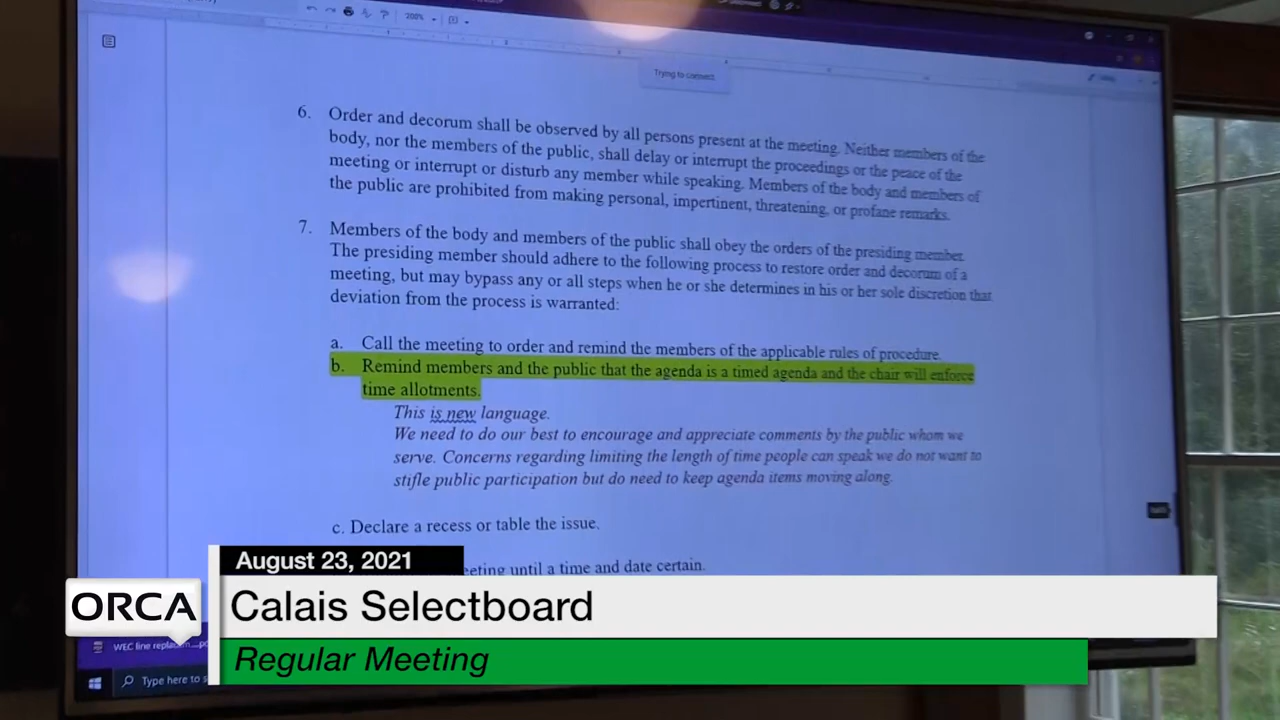 200%
Trying to connect
6. Order and decorum shall be observed by all persons present at the meeting. Neither members of the
body, nor the members of the public, shall delay or interrupt the proceedings or the peace of the
meeting or interrupt or disturb any member while speaking. Members of the body and members of
the public are prohibited from making personal, impertinent, threatening, or profane remarks.
7. Members of the body and members of the public shall obey the orders of the presiding member.
The presiding member should adhere to the following process to restore order and decorum of a
meeting, but may bypass any or all steps when he or she determines in his or her sole discretion that
deviation from the process is warranted:
a. Call the meeting to order and remind the members of the applicable rules of procedure.
b. Remind members and the public that the agenda is a timed agenda and the chair will enforce
time allotments.
This is new language.
We need to do our best to encourage and appreciate comments by the public whom we
serve. Concerns regarding limiting the length of time people can speak we do not want to
stifle public participation but do need to keep agenda items moving along.
c. Declare a recess or table the issue.
eeting until a time and date certain.
August 23, 2021
ORCA
Calais Selectboard
Regular Meeting
WEC line
Type here to s